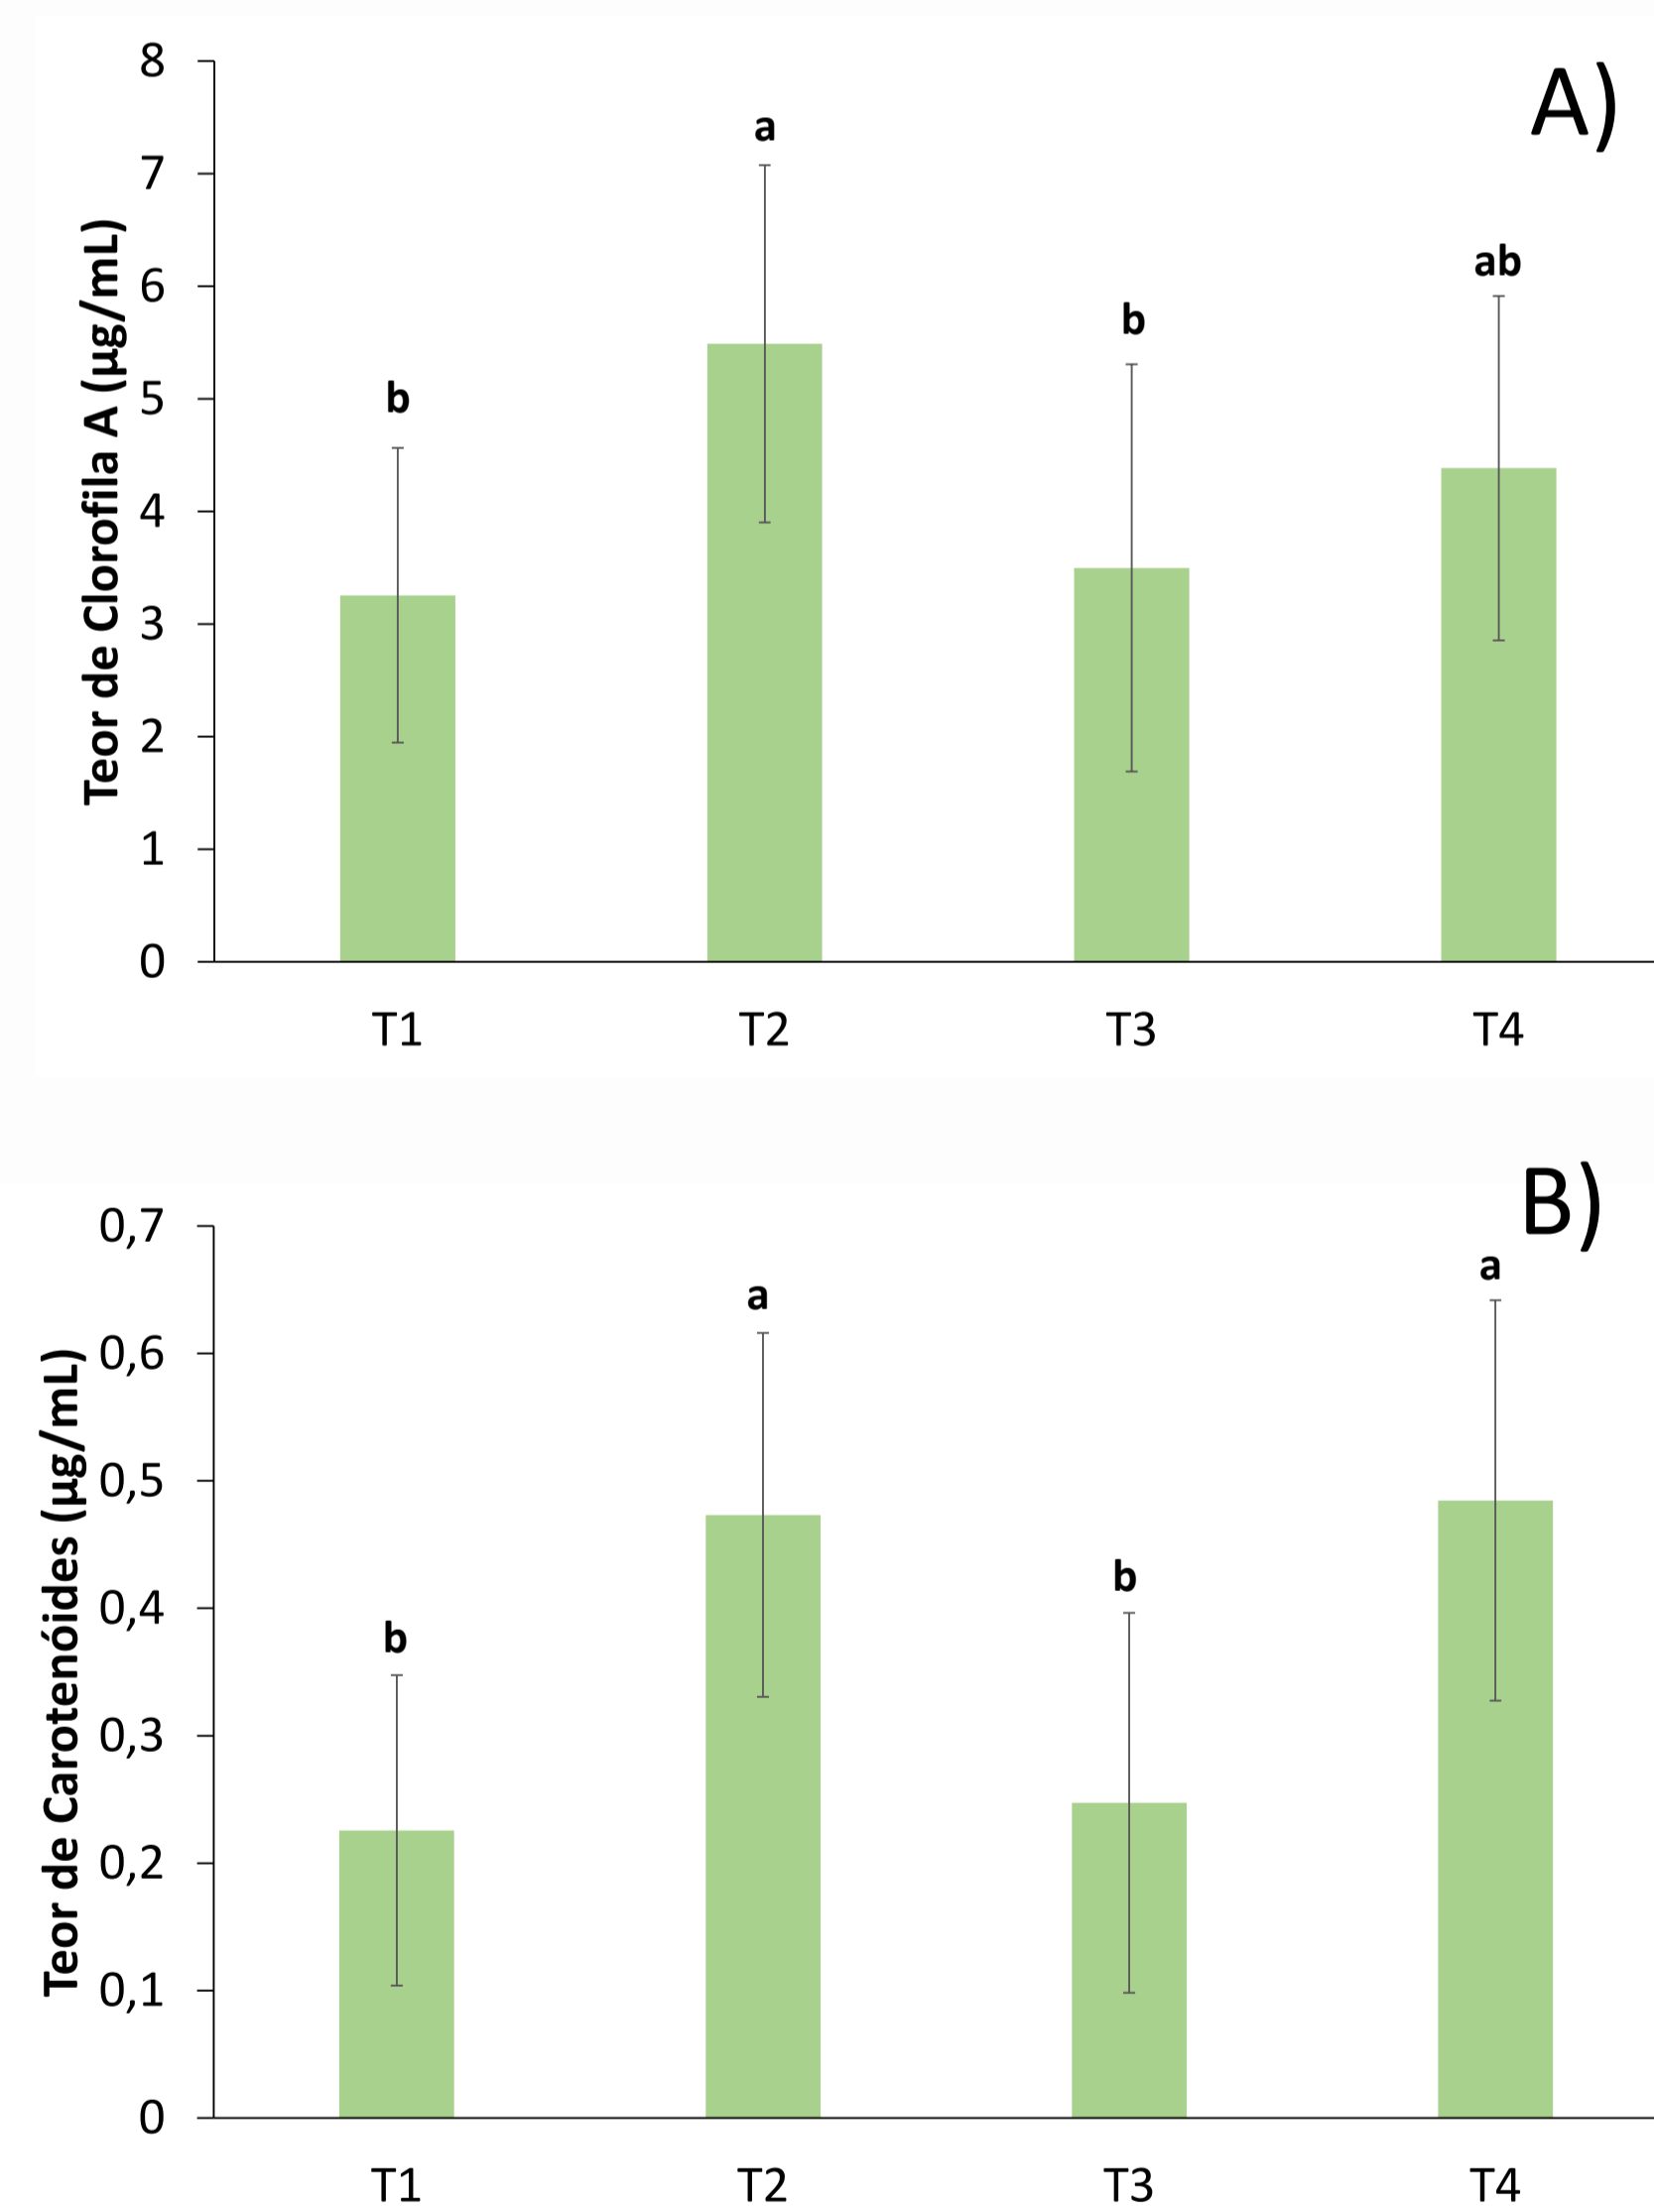 A)
Teor de Clorofila A (µg/mL)
8
7
6
5
4
3
2
1
0
b
a
b
ab
T1 T2 T3 T4
B)
Teor de Carotenóides (µg/mL)
0,7
0,6
0,5
0,4
0,3
0,2
0,1
0
b
a
b
a
T1 T2 T3 T4